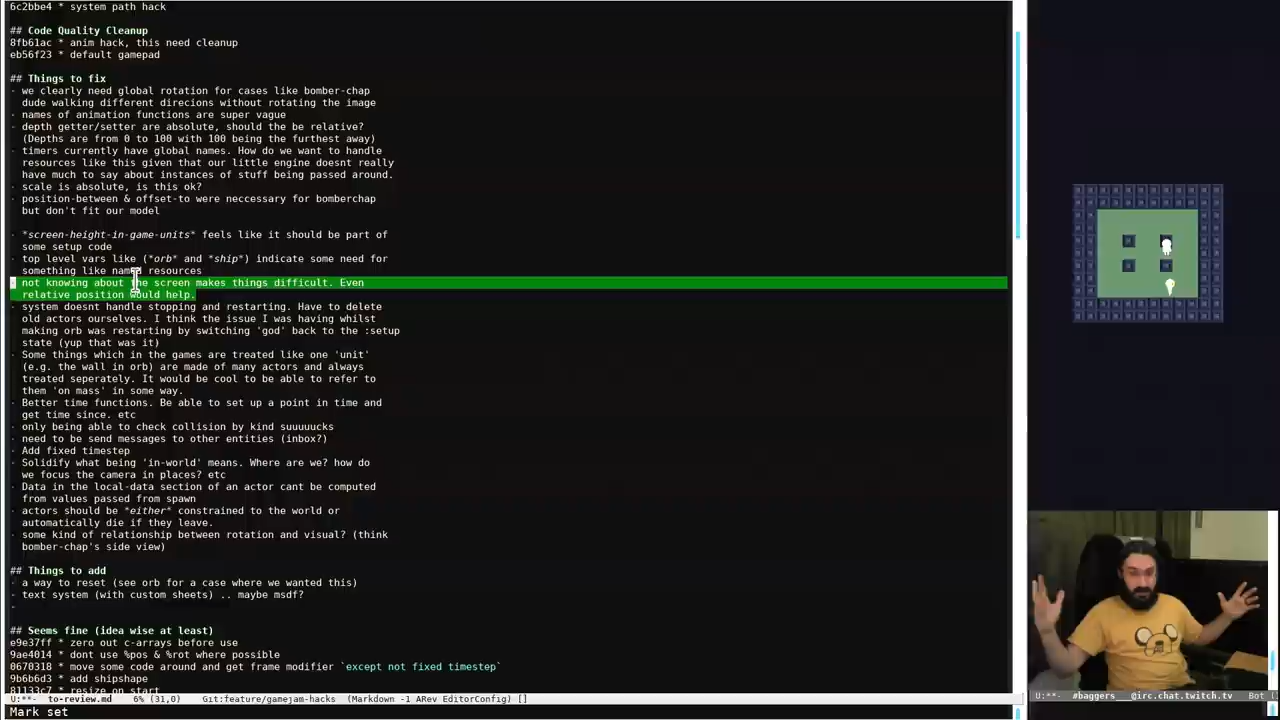 6c2bbe4 * system path hack
## Code Quality Cleanup
8fb61ac * anim hack, this need cleanup
eb56f23 * default gamepad
## Things to fix
- we clearly need global rotation for cases like bomber-chap
dude walking different direcions without rotating the image
- names of animation functions are super vague
- depth getter/setter are absolute, should the be relative?
(Depths are from 0 to 100 with 100 being the furthest away)
- timers currently have global names. How do we want to handle
resources like this given that our little engine doesnt really
have much to say about instances of stuff being passed around.
- scale is absolute, is this ok?
- position-between & offset-to were neccessary for bomberchap
but don't fit our model
- *screen-height-in-game-units* feels like it should be part of
some setup code
- top level vars like (*orb* and *ship*) indicate some need for
something like named resources
- not knowing about the screen makes things difficult. Even
relative position would help.
- system doesnt handle stopping and restarting. Have to delete
old actors ourselves. I think the issue I was having whilst
making orb was restarting by switching 'god' back to the :setup
state (yup that was it)
- Some things which in the games are treated like one 'unit'
(e.g. the wall in orb) are made of many actors and always
treated seperately. It would be cool to be able to refer to
them 'on mass' in some way.
- Better time functions. Be able to set up a point in time and
get time since. etc
- only being able to check collision by kind suuuuucks
- need to be send messages to other entities (inbox?)
- Add fixed timestep
- Solidify what being 'in-world' means. Where are we? how do
we focus the camera in places? etc
- Data in the local-data section of an actor cant be computed
from values passed from spawn
- actors should be *either* constrained to the world or
automatically die if they leave.
- some kind of relationship between rotation and visual? (think
bomber-chap's side view)
## Things to add
- a way to reset (see orb for a case where we wanted this)
- text system (with custom sheets) .. maybe msdf?
-
## Seems fine (idea wise at least)
e9e37ff * zero out c-arrays before use
9ae4014 * dont use %pos & %rot where possible
0670318 * move some code around and get frame modifier `except not fixed timestep`
9b6b6d3 * add shipshape
81133c7 * resize on start
U:**- to-review.md 6% (31,0) Git:feature/gamejam-hacks (Markdown -1 ARev EditorConfig) []
U:**- #baggers__@irc.chat.twitch.tv Bot
Mark set